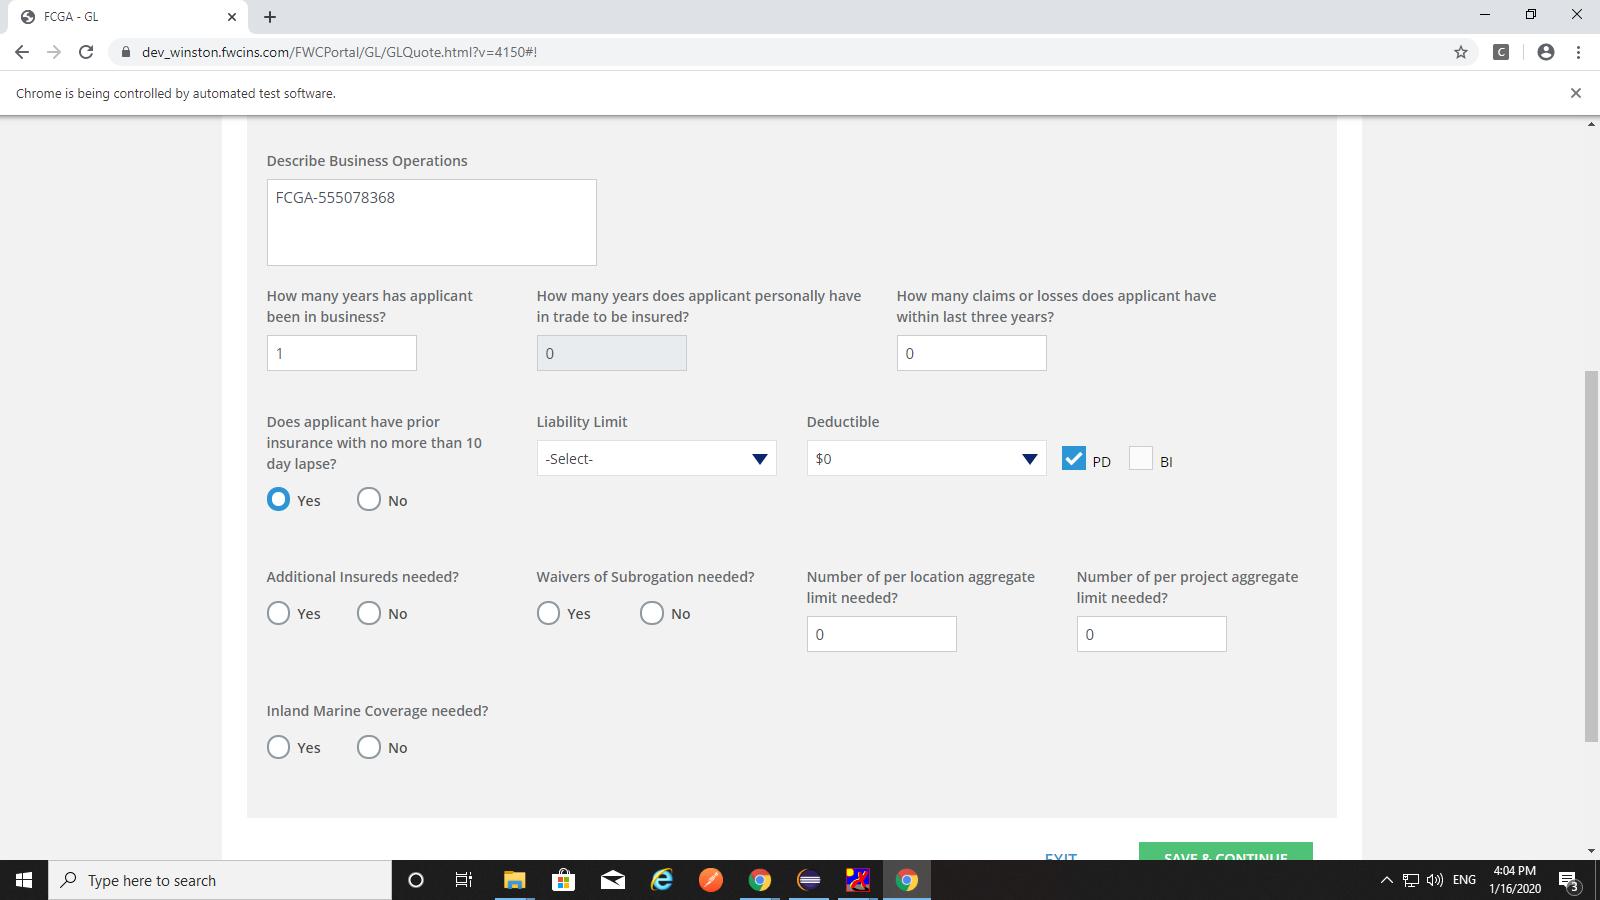 FCGA - GL
dev_winston.fwcins.com/FWCPortal/GL/GLQuote.html?v=4150#!
C
Chrome is being controlled by automated test software.
Describe Business Operations
FCGA-555078368
How many years has applicant
been in business?
How many years does applicant personally have
in trade to be insured?
How many claims or losses does applicant have
within last three years?
1
0
0
Does applicant have prior
insurance with no more than 10
day lapse?
Liability Limit
Deductible
-Select-
$0
PD
BI
Yes
No
Additional Insureds needed?
Waivers of Subrogation needed?
Number of per location aggregate
limit needed?
Number of per project aggregate
limit needed?
Yes
No
Yes
No
0
0
Inland Marine Coverage needed?
Yes
No
EXIT
SAVE & CONTINUE
Type here to search
ENG
4:04 PM
1/16/2020
3